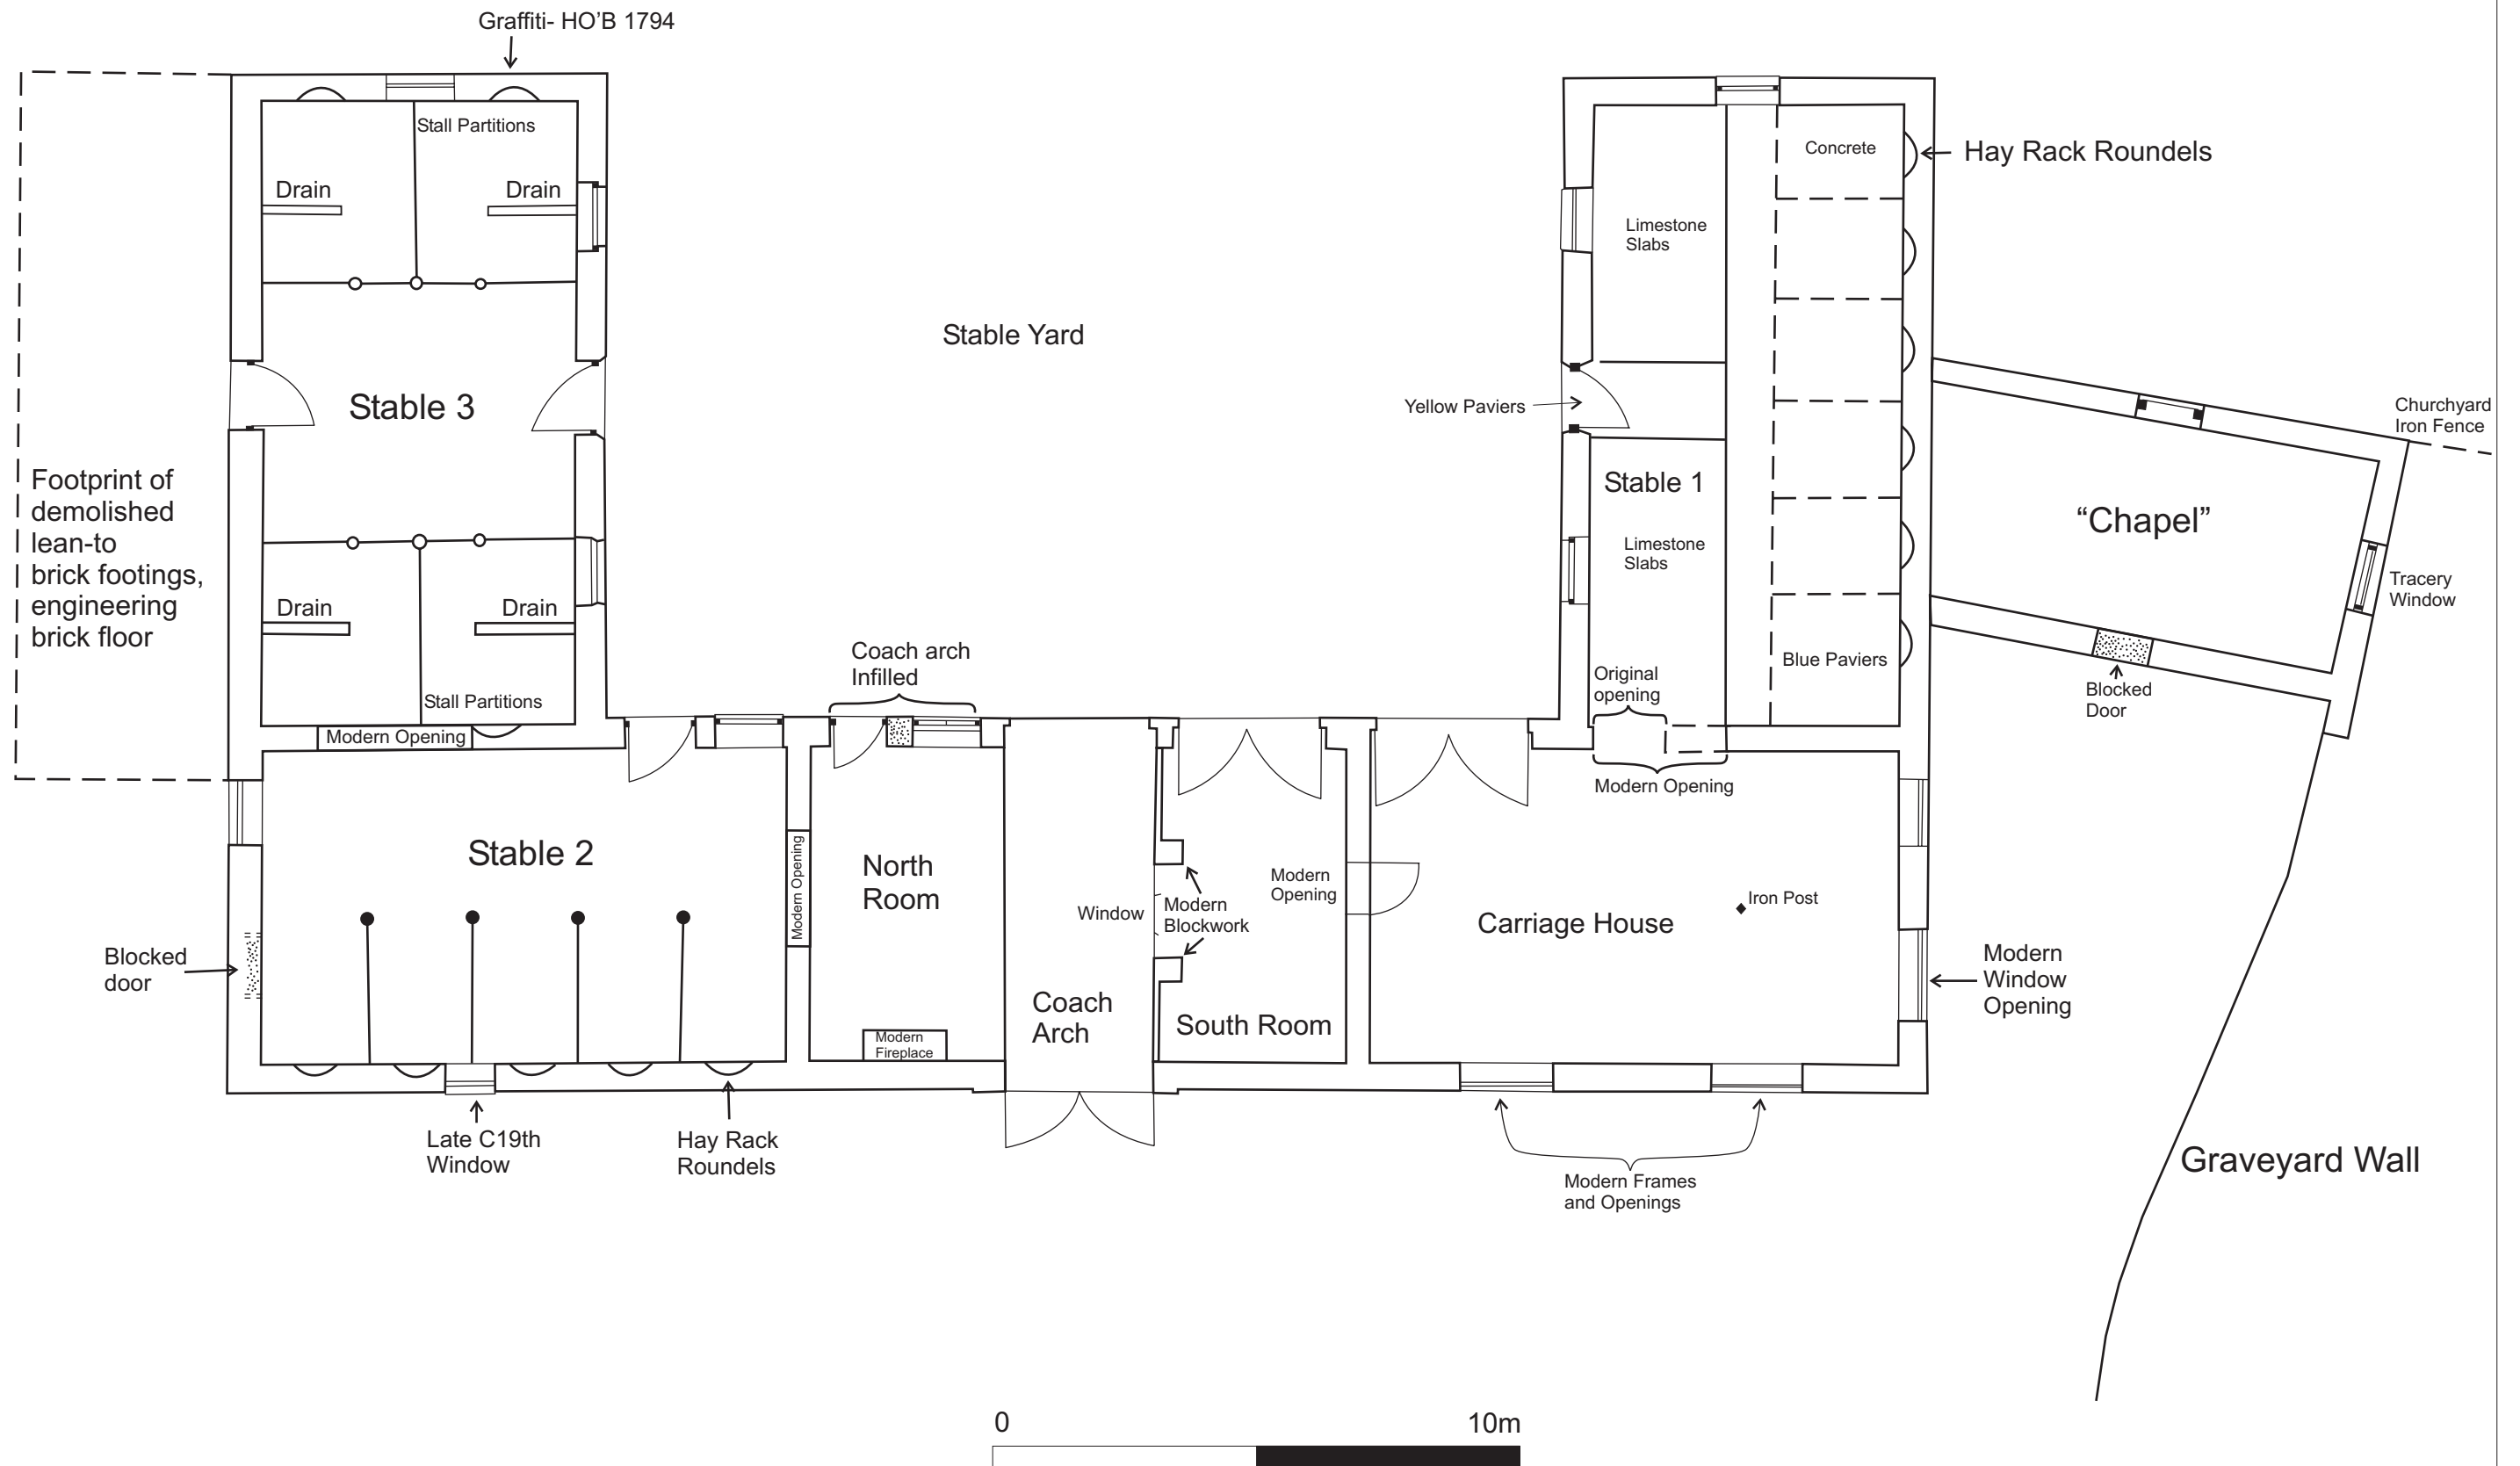 Graffiti- HO’B 1794
Stall Partitions
Drain
Drain
Stable 3
Footprint of
demolished
lean-to
brick footings,
engineering
brick floor
Drain
Drain
Stall Partitions
Modern Opening
Stable Yard
Coach arch
Infilled
Concrete
Hay Rack Roundels
Limestone
Slabs
Yellow Paviers
Stable 1
Limestone
Slabs
Original
opening
Blue Paviers
Modern Opening
Churchyard
Iron Fence
“Chapel”
Tracery
Window
Blocked
Door
Stable 2
Modern Opening
North
Room
Window
Modern
Blockwork
Modern
Opening
Iron Post
Carriage House
Blocked
door
Modern
Window
Opening
Coach
Arch
South Room
Modern
Fireplace
Late C19th
Window
Hay Rack
Roundels
Modern Frames
and Openings
Graveyard Wall
0
10m